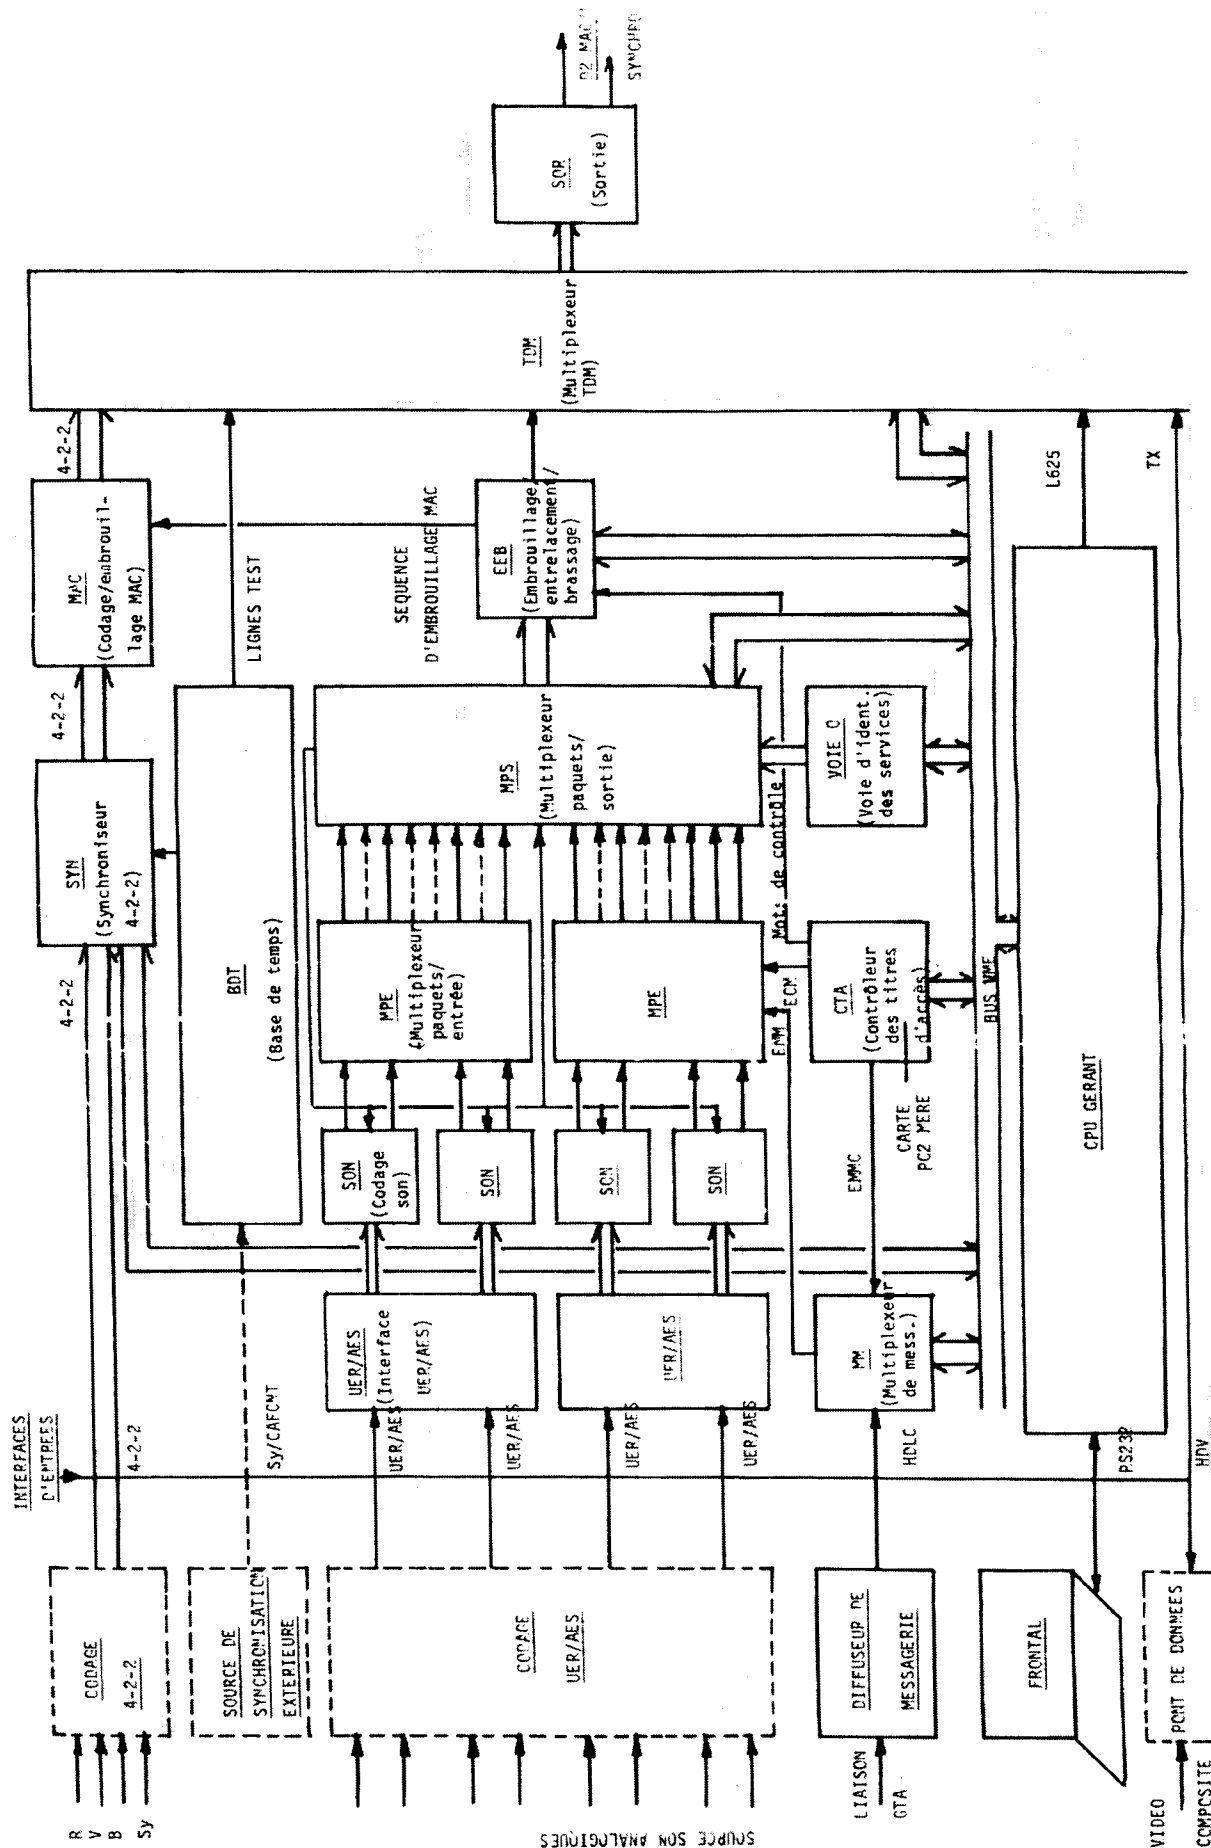 INTERFACES
D'ENTREES
R
V
B
Sy
CODAGE
4-2-2
4-2-2
4-2-2
SYN
(Synchroniseur
4-2-2)
4-2-2
MAC
(Codage/embrouil-
lage MAC)
4-2-2
SOURCE DE
SYNCHRONISATION
EXTERIEURE
BDT
(Base de temps)
LIGNES TEST
SEQUENCE
D'EMBROUILLAGE MAC
SOURCE SON ANALOGIQUES
CODAGE
UER/AES
UER/AES
UER/AES
UER/AES
UER/AES
UER/AES
(Interface
UER/AES)
UER/AES
SON
(Codage
son)
SON
SON
SON
MPE
(Multiplexeur
paquets/
entrée)
MPE
MPS
(Multiplexeur
paquets/
sortie)
EEB
(Embrouillage/
entrelacement/
brassage)
TDM
(Multiplexeur
TDM)
SOR
(Sortie)
D2 MAC
SYNCHRO
LIAISON
GTA
DIFFUSEUR DE
MESSAGERIE
HDLC
MM
(Multiplexeur
de mess.)
EMMC
EMM
ECM
CTA
(Contrôleur
des titres
d'accès)
CARTE
PC2 MERE
Mot: de contrôle
VOIE O
(Voie d'ident.
des services)
BUS VME
FRONTAL
CPU GERANT
L625
VIDEO
COMPOSITE
PONT DE DONNEES
HDV
TX